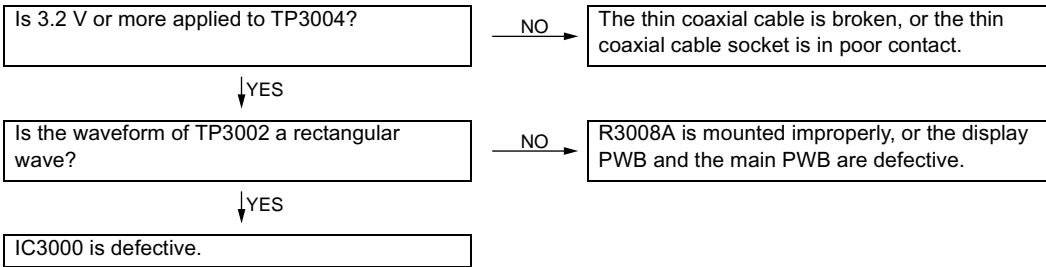 Is 3.2 V or more applied to TP3004?
NO
The thin coaxial cable is broken, or the thin
coaxial cable socket is in poor contact.
YES
Is the waveform of TP3002 a rectangular
wave?
NO
R3008A is mounted improperly, or the display
PWB and the main PWB are defective.
YES
IC3000 is defective.